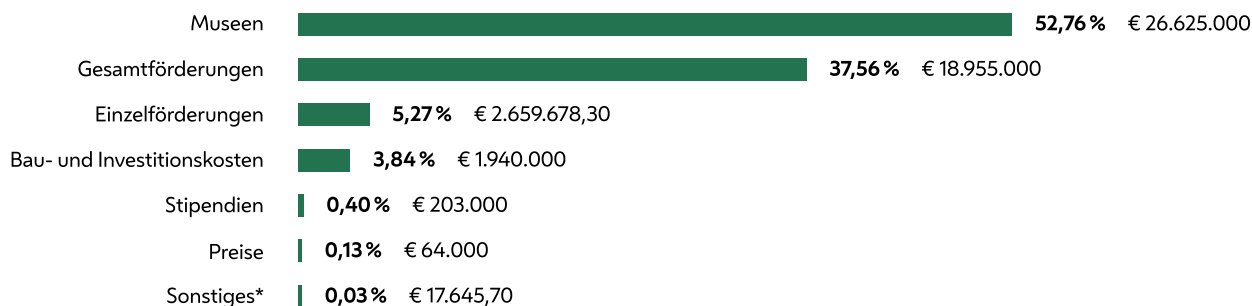 Museen 52,76 % € 26.625.000
Gesamtförderungen 37,56 % € 18.955.000
Einzelförderungen 5,27 % € 2.659.678,30
Bau- und Investitionskosten 3,84 % € 1.940.000
Stipendien 0,40 % € 203.000
Preise 0,13 % € 64.000
Sonstiges* 0,03 % € 17.645,70